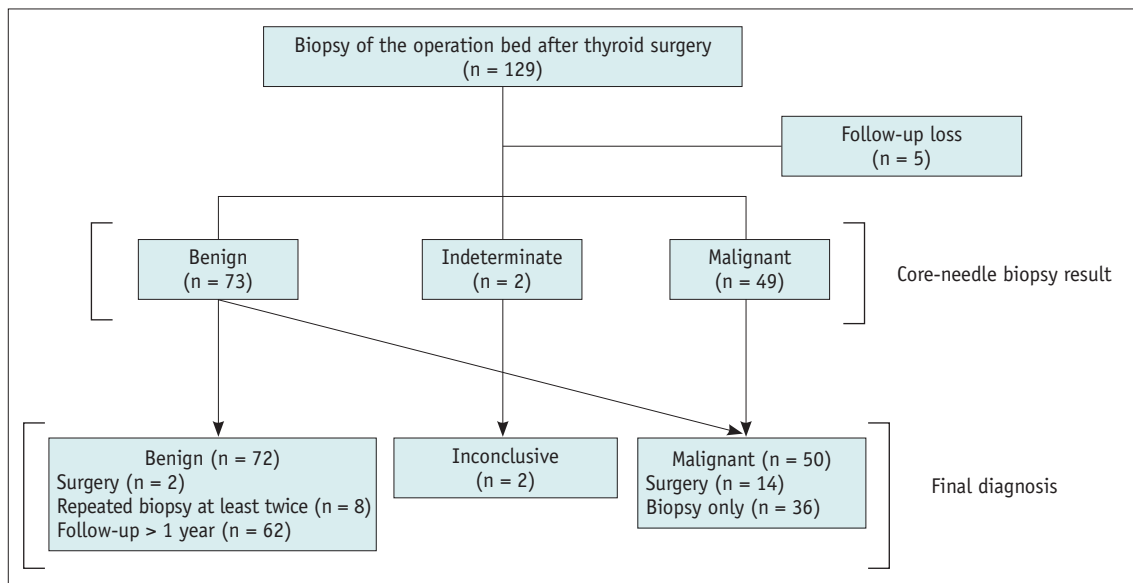 Biopsy of the operation bed after thyroid surgery
(n = 129)
Follow-up loss
(n = 5)
Benign
(n = 73)
Indeterminate
(n = 2)
Malignant
(n = 49)
Core-needle biopsy result
Benign (n = 72)
Surgery (n = 2)
Repeated biopsy at least twice (n = 8)
Follow-up > 1 year (n = 62)
Inconclusive
(n = 2)
Malignant (n = 50)
Surgery (n = 14)
Biopsy only (n = 36)
Final diagnosis